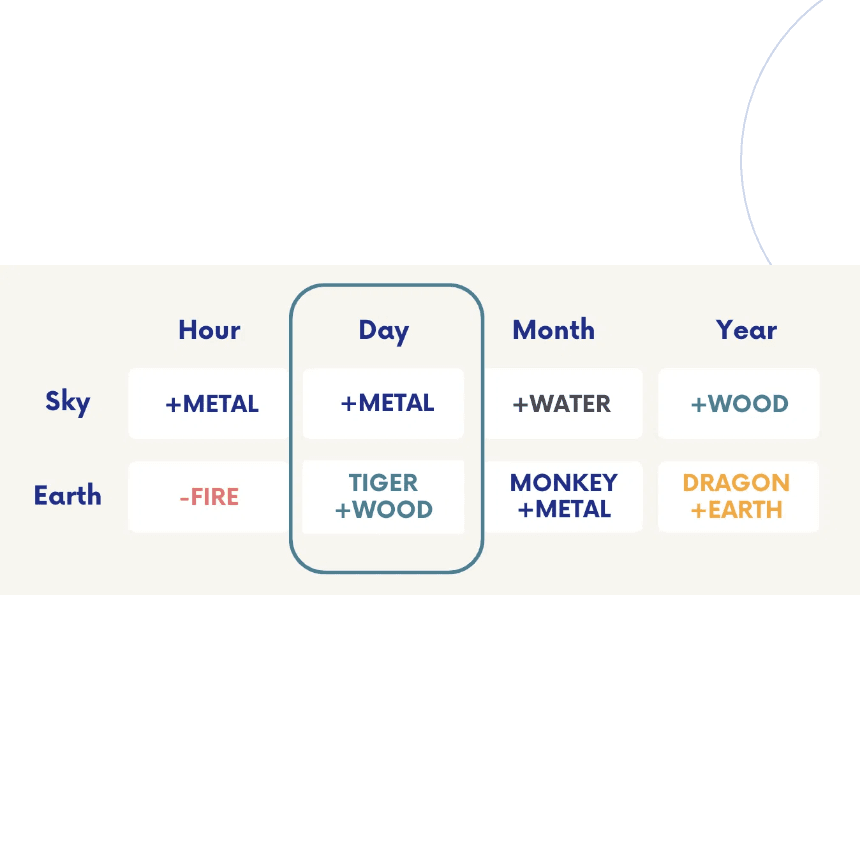 Hour Day Month Year
Sky +METAL +METAL +WATER +WOOD
Earth -FIRE TIGER MONKEY DRAGON
+WOOD +METAL +EARTH